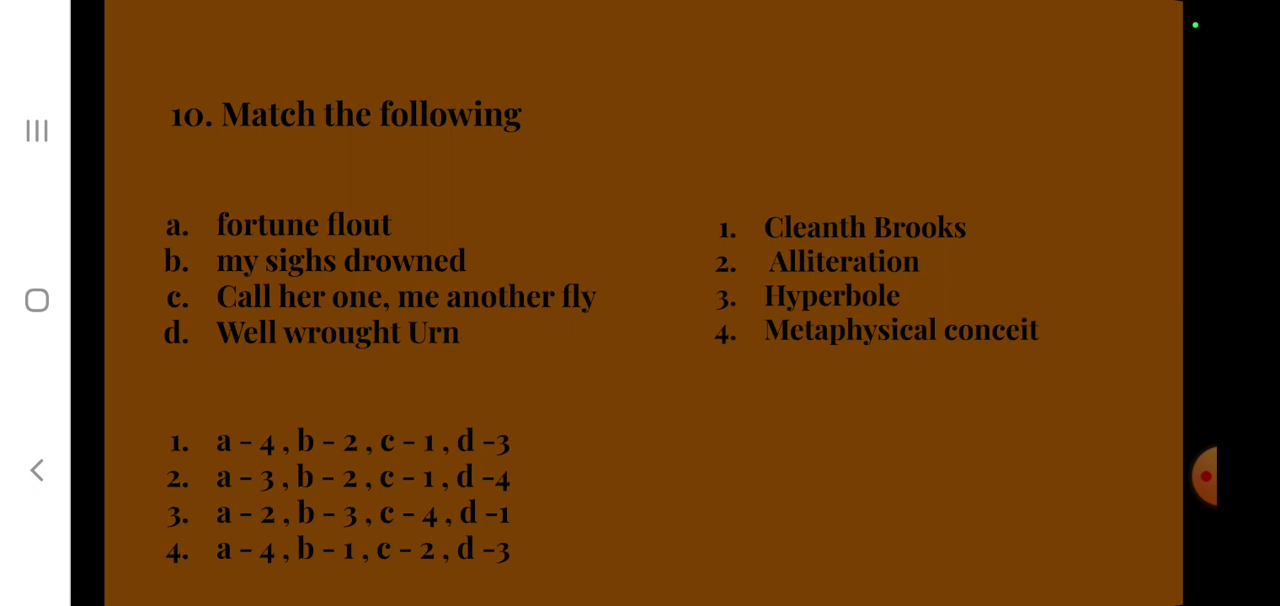 10. Match the following
a. fortune flout
b. my sighs drowned
c. Call her one, me another fly
d. Well wrought Urn
1. Cleanth Brooks
2. Alliteration
3. Hyperbole
4. Metaphysical conceit
1. a - 4 , b - 2 , c - 1 , d -3
2. a - 3 , b - 2 , c - 1 , d -4
3. a - 2 , b - 3 , c - 4 , d -1
4. a - 4 , b - 1 , c - 2 , d -3